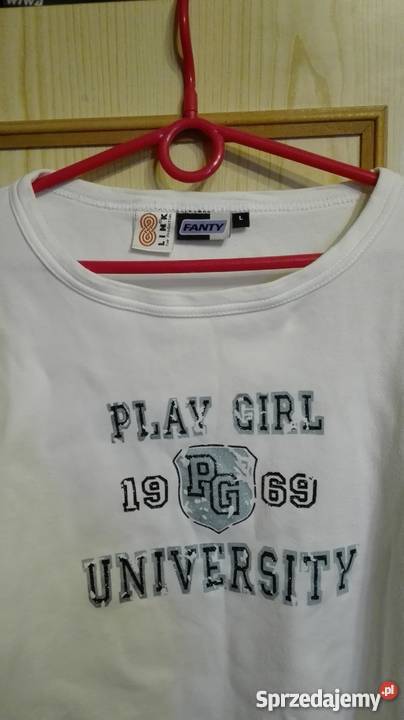 LINK
FANTY
L
PLAY GIRL
19 PG 69
UNIVERSITY
Sprzedajemy.pl